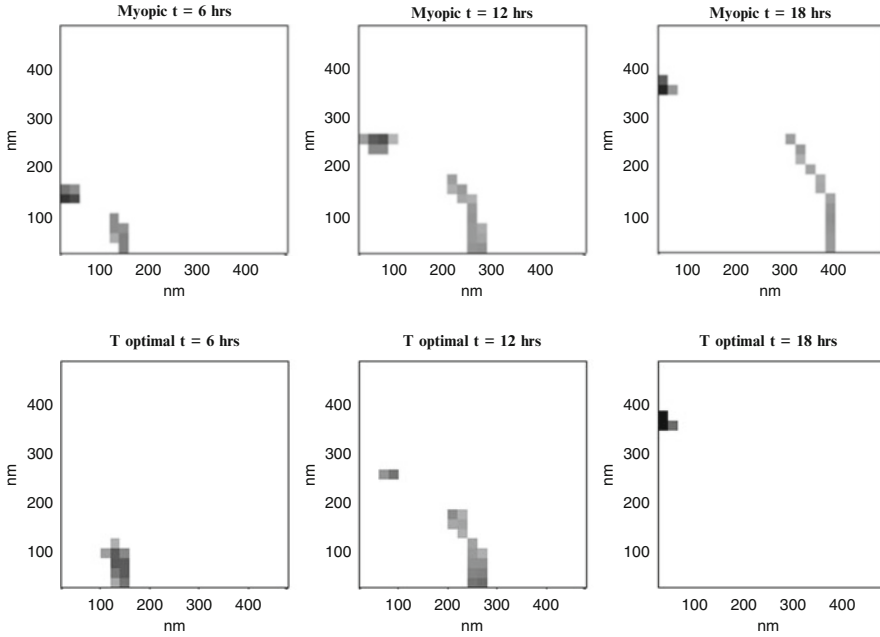 Myopic t = 6 hrs
Myopic t = 12 hrs
Myopic t = 18 hrs
400
300
200
100
nm
100 200 300 400
nm
400
300
200
100
nm
100 200 300 400
nm
400
300
200
100
nm
100 200 300 400
nm
T optimal t = 6 hrs
T optimal t = 12 hrs
T optimal t = 18 hrs
400
300
200
100
nm
100 200 300 400
nm
400
300
200
100
nm
100 200 300 400
nm
400
300
200
100
nm
100 200 300 400
nm